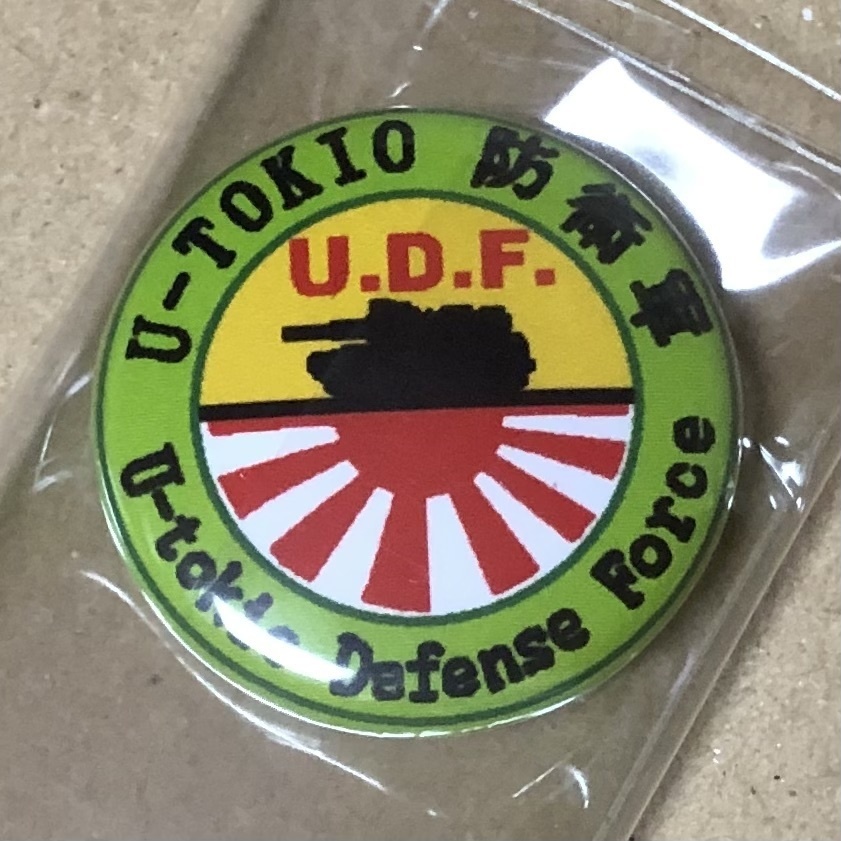 U-TOKIO 防衛軍
U.D.F.
U-tokio Defense Force